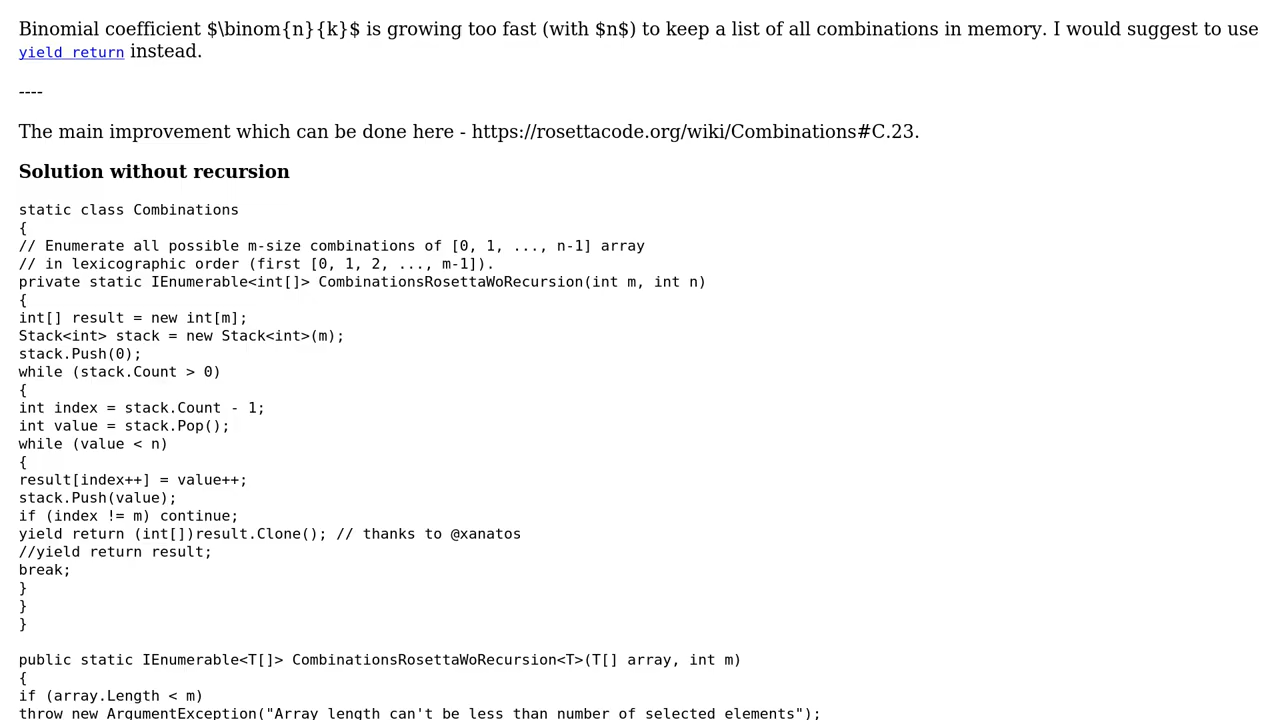 Binomial coefficient $\binom{n}{k}$ is growing too fast (with $n$) to keep a list of all combinations in memory. I would suggest to use
yield return instead.
----
The main improvement which can be done here - https://rosettacode.org/wiki/Combinations#C.23.
Solution without recursion
static class Combinations
{
// Enumerate all possible m-size combinations of [0, 1, ..., n-1] array
// in lexicographic order (first [0, 1, 2, ..., m-1]).
private static IEnumerable<int[]> CombinationsRosettaWoRecursion(int m, int n)
{
int[] result = new int[m];
Stack<int> stack = new Stack<int>(m);
stack.Push(0);
while (stack.Count > 0)
{
int index = stack.Count - 1;
int value = stack.Pop();
while (value < n)
{
result[index++] = value++;
stack.Push(value);
if (index != m) continue;
yield return (int[])result.Clone(); // thanks to @xanatos
//yield return result;
break;
}
}
}
public static IEnumerable<T[]> CombinationsRosettaWoRecursion<T>(T[] array, int m)
{
if (array.Length < m)
throw new ArgumentException("Array length can't be less than number of selected elements");